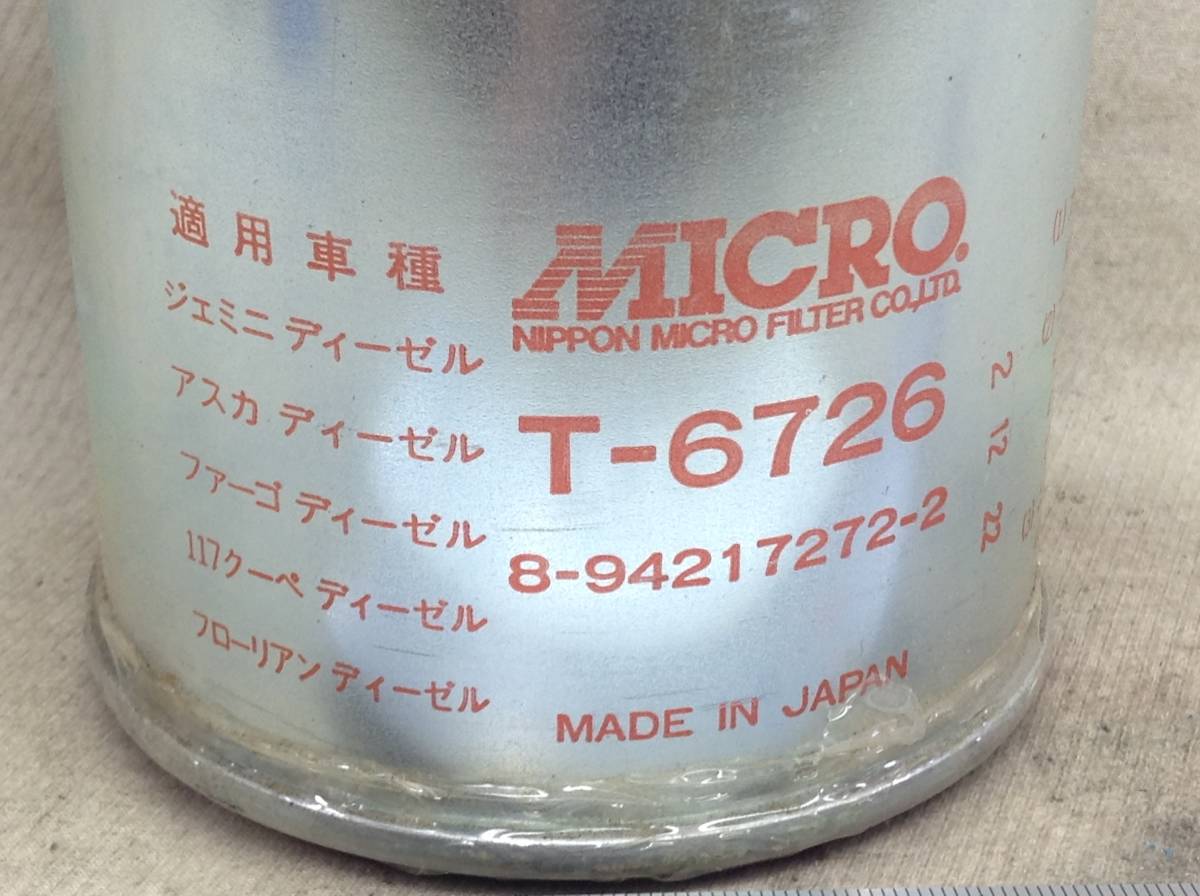 適用車種
ジェミニ ディーゼル
アスカ ディーゼル
ファーゴ ディーゼル
117クーペ ディーゼル
フローリアン ディーゼル
MICRO.
NIPPON MICRO FILTER CO.,LTD.
T-6726
8-94217272-2
MADE IN JAPAN
2
12
22